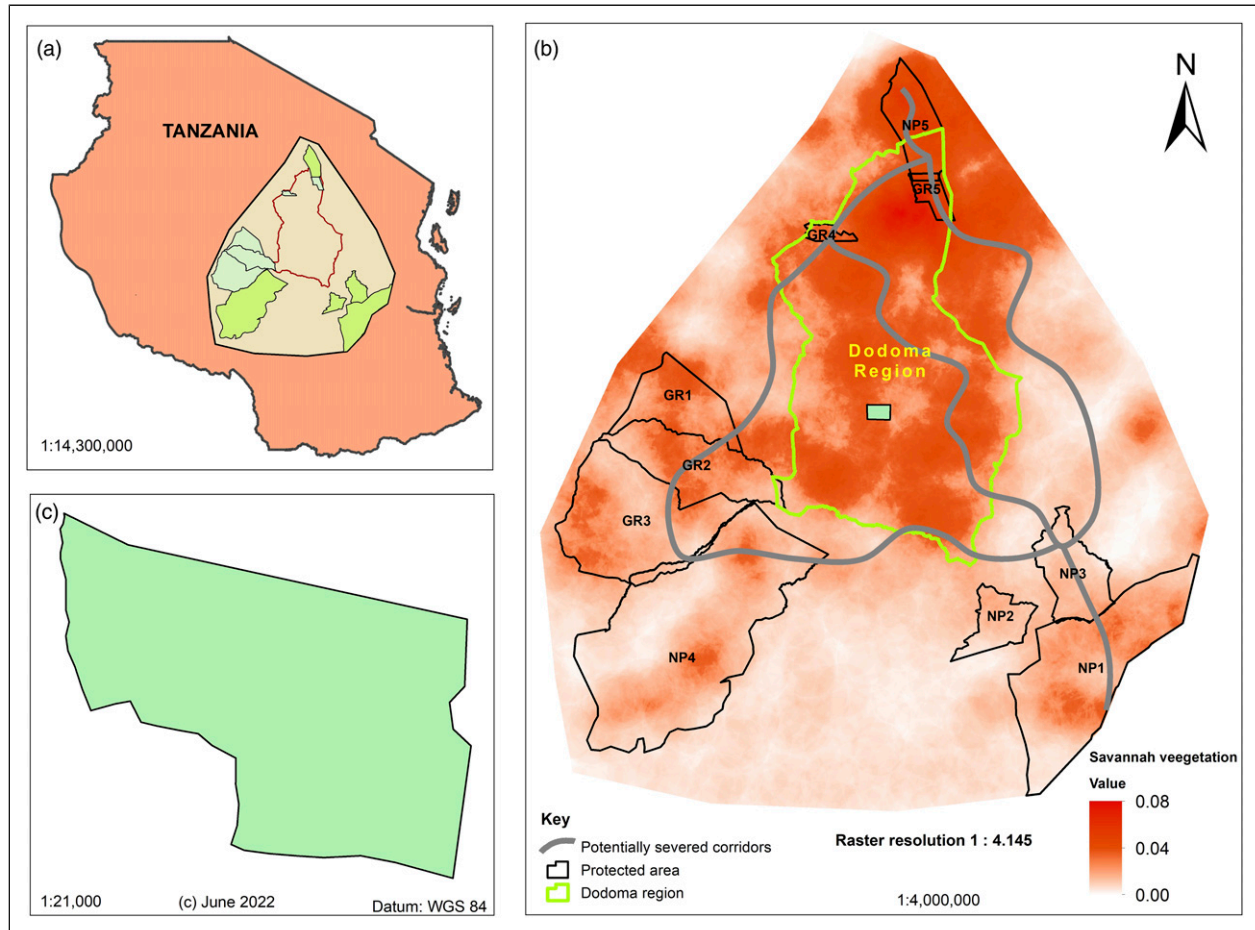 (a)
TANZANIA
1:14,300,000
(b)
N
NP5
GR5
GR4
Dodoma
Region
GR1
GR2
GR3
NP3
NP2
NP4
NP1
Savannah veegetation
Value
0.08
0.04
0.00
Key
Potentially severed corridors
Protected area
Dodoma region
Raster resolution 1 : 4.145
1:4,000,000
(c)
1:21,000
(c) June 2022
Datum: WGS 84